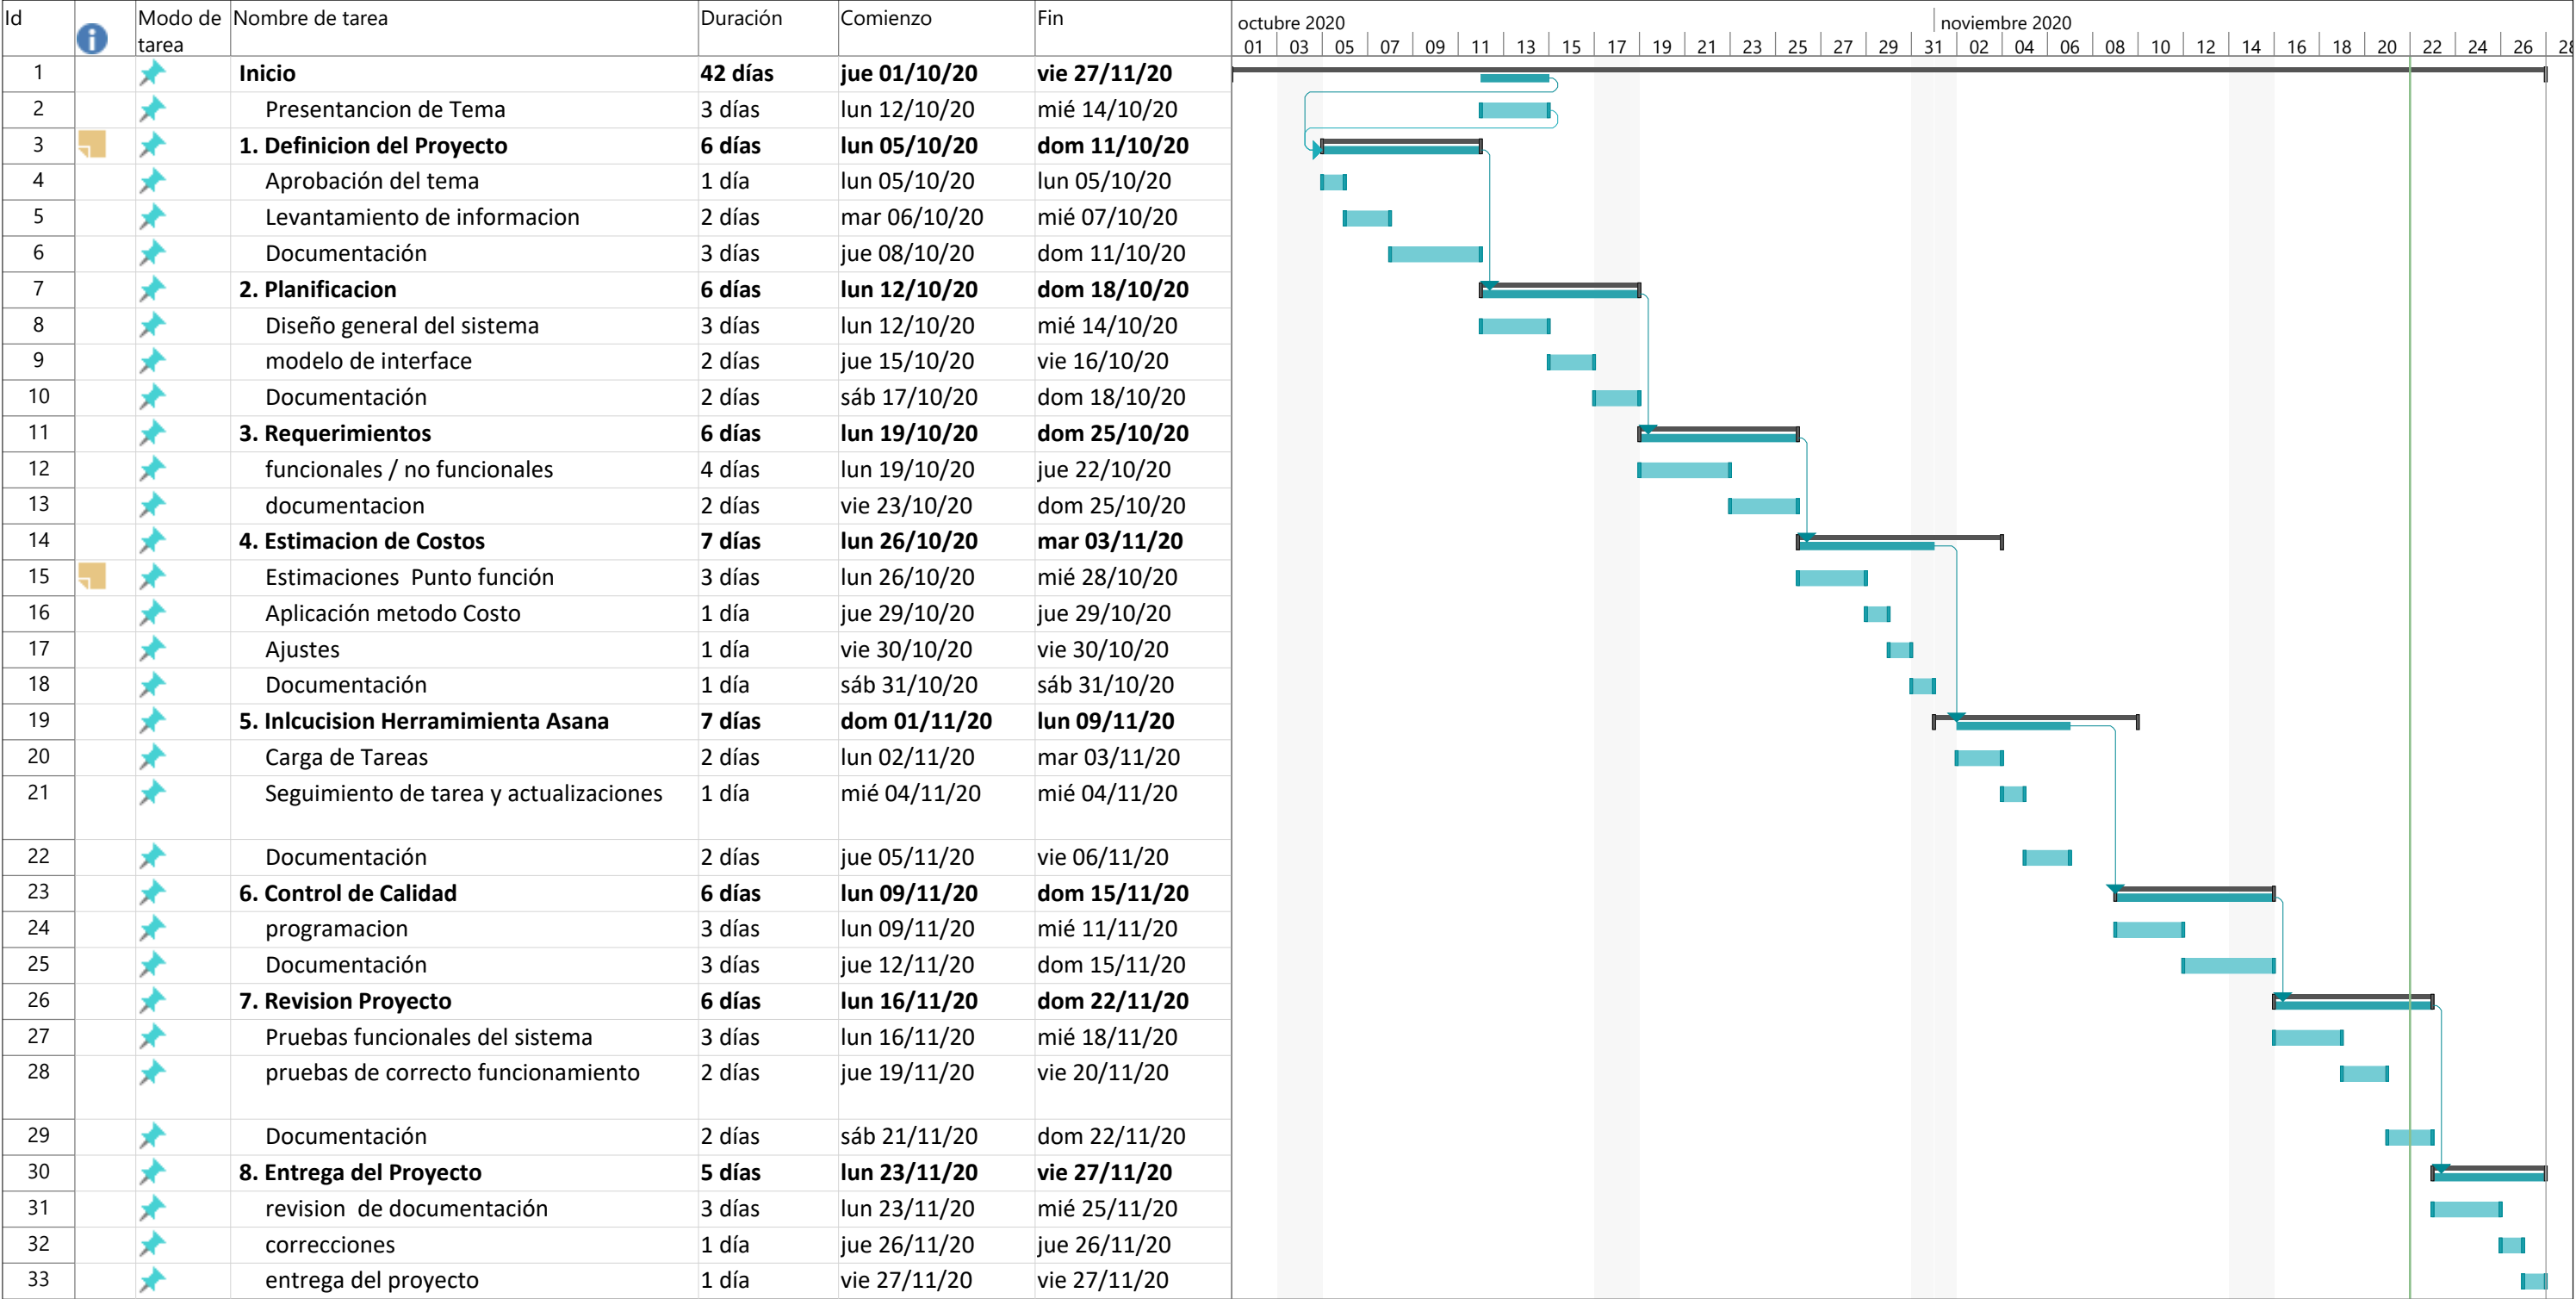 Id Modo de tarea Nombre de tarea Duración Comienzo Fin
octubre 2020 noviembre 2020
01 03 05 07 09 11 13 15 17 19 21 23 25 27 29 31 02 04 06 08 10 12 14 16 18 20 22 24 26 28
1 Inicio 42 días jue 01/10/20 vie 27/11/20
2 Presentancion de Tema 3 días lun 12/10/20 mié 14/10/20
3 1. Definicion del Proyecto 6 días lun 05/10/20 dom 11/10/20
4 Aprobación del tema 1 día lun 05/10/20 lun 05/10/20
5 Levantamiento de informacion 2 días mar 06/10/20 mié 07/10/20
6 Documentación 3 días jue 08/10/20 dom 11/10/20
7 2. Planificacion 6 días lun 12/10/20 dom 18/10/20
8 Diseño general del sistema 3 días lun 12/10/20 mié 14/10/20
9 modelo de interface 2 días jue 15/10/20 vie 16/10/20
10 Documentación 2 días sáb 17/10/20 dom 18/10/20
11 3. Requerimientos 6 días lun 19/10/20 dom 25/10/20
12 funcionales / no funcionales 4 días lun 19/10/20 jue 22/10/20
13 documentacion 2 días vie 23/10/20 dom 25/10/20
14 4. Estimacion de Costos 7 días lun 26/10/20 mar 03/11/20
15 Estimaciones Punto función 3 días lun 26/10/20 mié 28/10/20
16 Aplicación metodo Costo 1 día jue 29/10/20 jue 29/10/20
17 Ajustes 1 día vie 30/10/20 vie 30/10/20
18 Documentación 1 día sáb 31/10/20 sáb 31/10/20
19 5. Inlcucision Herramimienta Asana 7 días dom 01/11/20 lun 09/11/20
20 Carga de Tareas 2 días lun 02/11/20 mar 03/11/20
21 Seguimiento de tarea y actualizaciones 1 día mié 04/11/20 mié 04/11/20
22 Documentación 2 días jue 05/11/20 vie 06/11/20
23 6. Control de Calidad 6 días lun 09/11/20 dom 15/11/20
24 programacion 3 días lun 09/11/20 mié 11/11/20
25 Documentación 3 días jue 12/11/20 dom 15/11/20
26 7. Revision Proyecto 6 días lun 16/11/20 dom 22/11/20
27 Pruebas funcionales del sistema 3 días lun 16/11/20 mié 18/11/20
28 pruebas de correcto funcionamiento 2 días jue 19/11/20 vie 20/11/20
29 Documentación 2 días sáb 21/11/20 dom 22/11/20
30 8. Entrega del Proyecto 5 días lun 23/11/20 vie 27/11/20
31 revision de documentación 3 días lun 23/11/20 mié 25/11/20
32 correcciones 1 día jue 26/11/20 jue 26/11/20
33 entrega del proyecto 1 día vie 27/11/20 vie 27/11/20